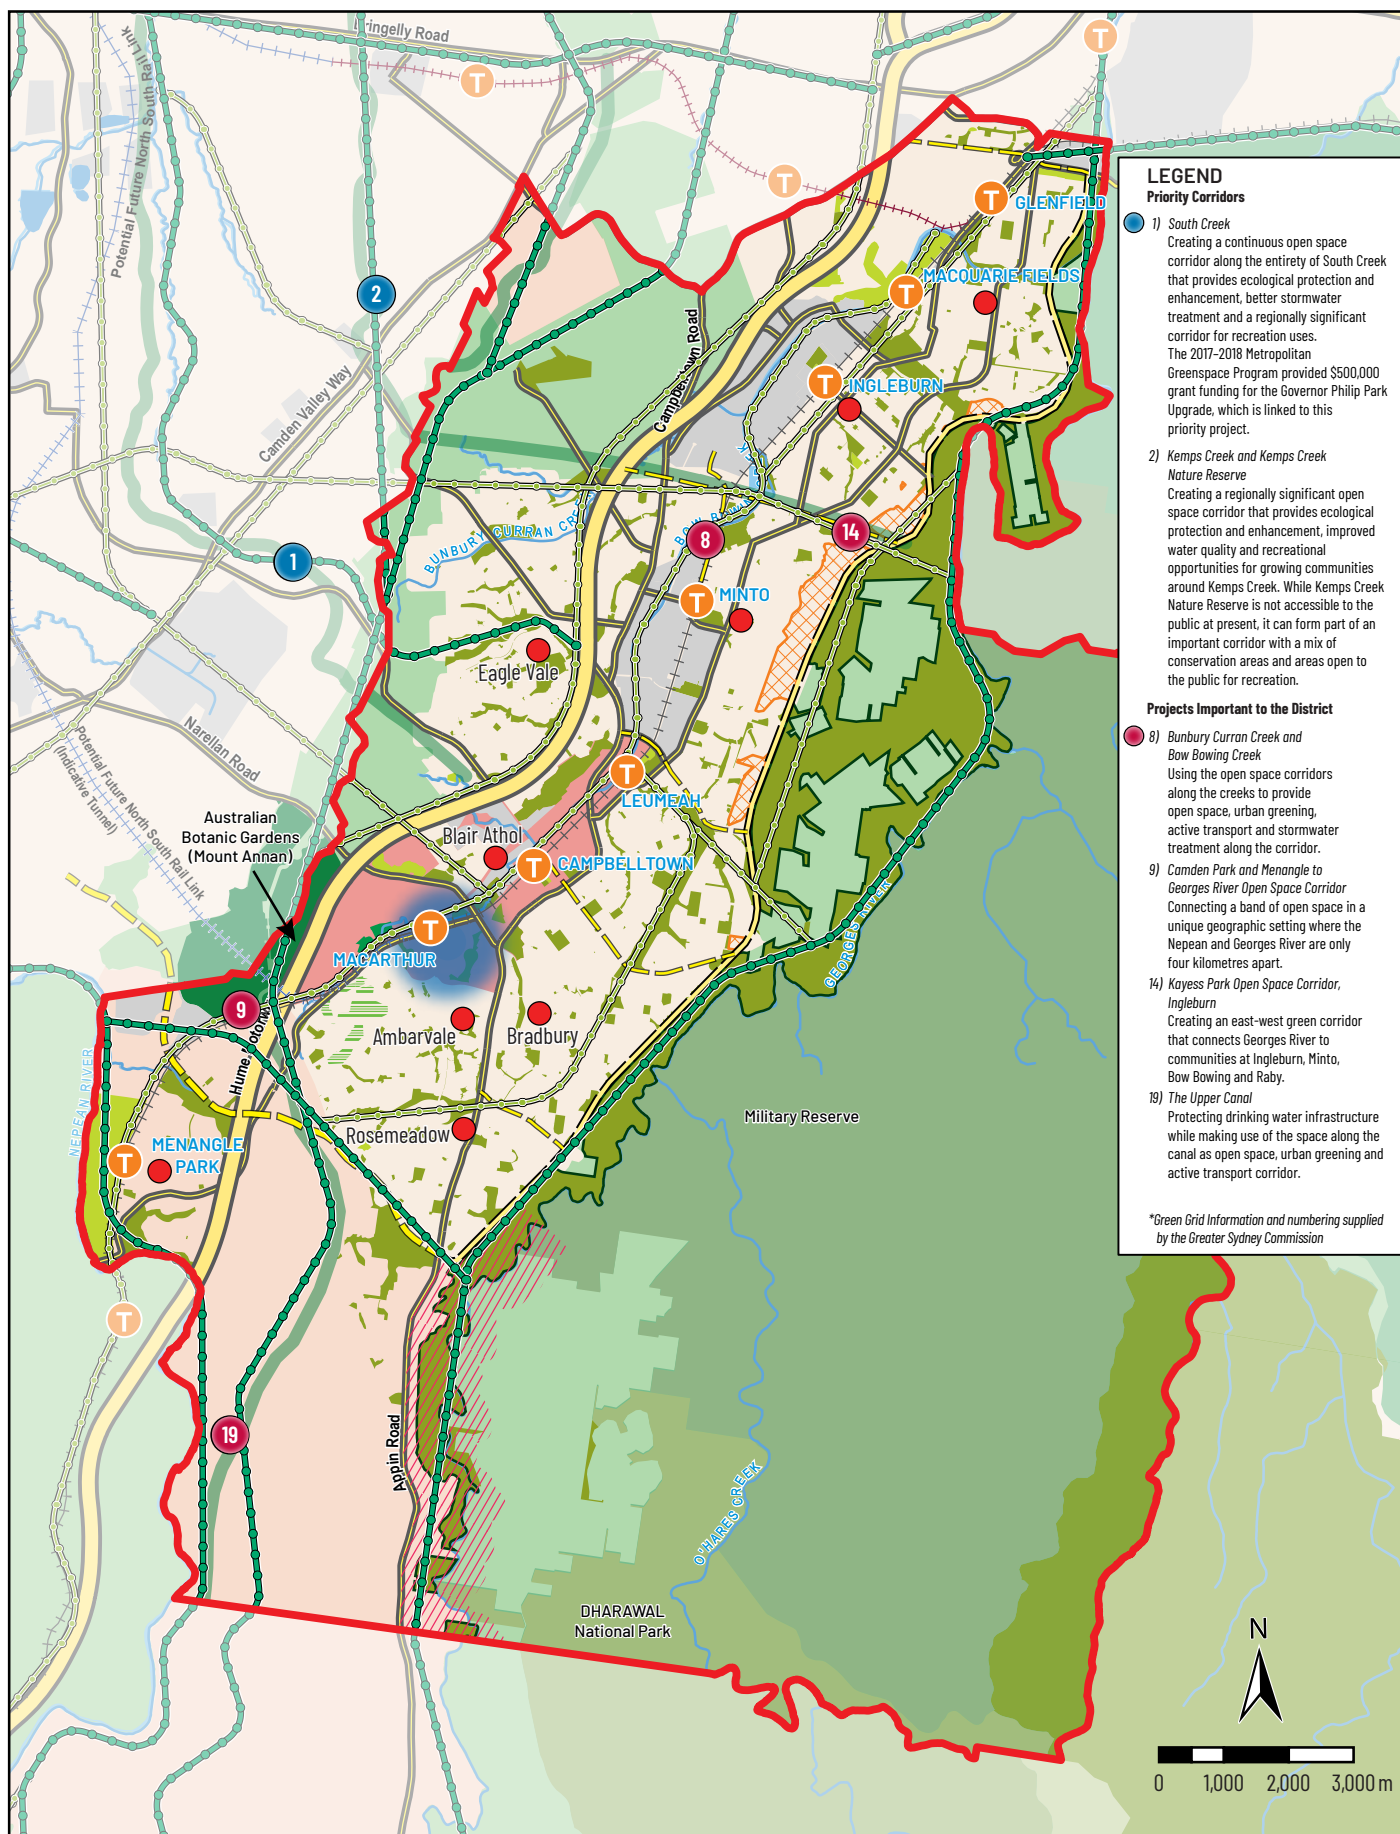 Bringelly Road
Potential Future North South Rail Link
T
T
T
T
GLENFIELD
MACQUARIE FIELDS
T
2
Campbelltown Road
T
INGLEBURN
Camden Valley Way
BUNBURY CURRAN CREEK
BOW BOWING CREEK
8
14
1
T
MINTO
Eagle Vale
Narellan Road
Potential Future North South Rail Link
(Indicative Tunnel)
T
LEUMEAH
Australian
Botanic Gardens
(Mount Annan)
Blair Athol
T
CAMPBELLTOWN
T
MACARTHUR
GEORGES RIVER
9
Hume Motorway
Ambarvale
Bradbury
NEPEAN RIVER
Military Reserve
Rosemeadow
T
MENANGLE
PARK
T
19
Appin Road
O'HARES CREEK
DHARAWAL
National Park
LEGEND
Priority Corridors
1) South Creek
Creating a continuous open space
corridor along the entirety of South Creek
that provides ecological protection and
enhancement, better stormwater
treatment and a regionally significant
corridor for recreation uses.
The 2017-2018 Metropolitan
Greenspace Program provided $500,000
grant funding for the Governor Philip Park
Upgrade, which is linked to this
priority project.
2) Kemps Creek and Kemps Creek
Nature Reserve
Creating a regionally significant open
space corridor that provides ecological
protection and enhancement, improved
water quality and recreational
opportunities for growing communities
around Kemps Creek. While Kemps Creek
Nature Reserve is not accessible to the
public at present, it can form part of an
important corridor with a mix of
conservation areas and areas open to
the public for recreation.
Projects Important to the District
8) Bunbury Curran Creek and
Bow Bowing Creek
Using the open space corridors
along the creeks to provide
open space, urban greening,
active transport and stormwater
treatment along the corridor.
9) Camden Park and Menangle to
Georges River Open Space Corridor
Connecting a band of open space in a
unique geographic setting where the
Nepean and Georges River are only
four kilometres apart.
14) Kayess Park Open Space Corridor,
Ingleburn
Creating an east-west green corridor
that connects Georges River to
communities at Ingleburn, Minto,
Bow Bowing and Raby.
19) The Upper Canal
Protecting drinking water infrastructure
while making use of the space along the
canal as open space, urban greening and
active transport corridor.
*Green Grid Information and numbering supplied
by the Greater Sydney Commission
N
0 1,000 2,000 3,000 m